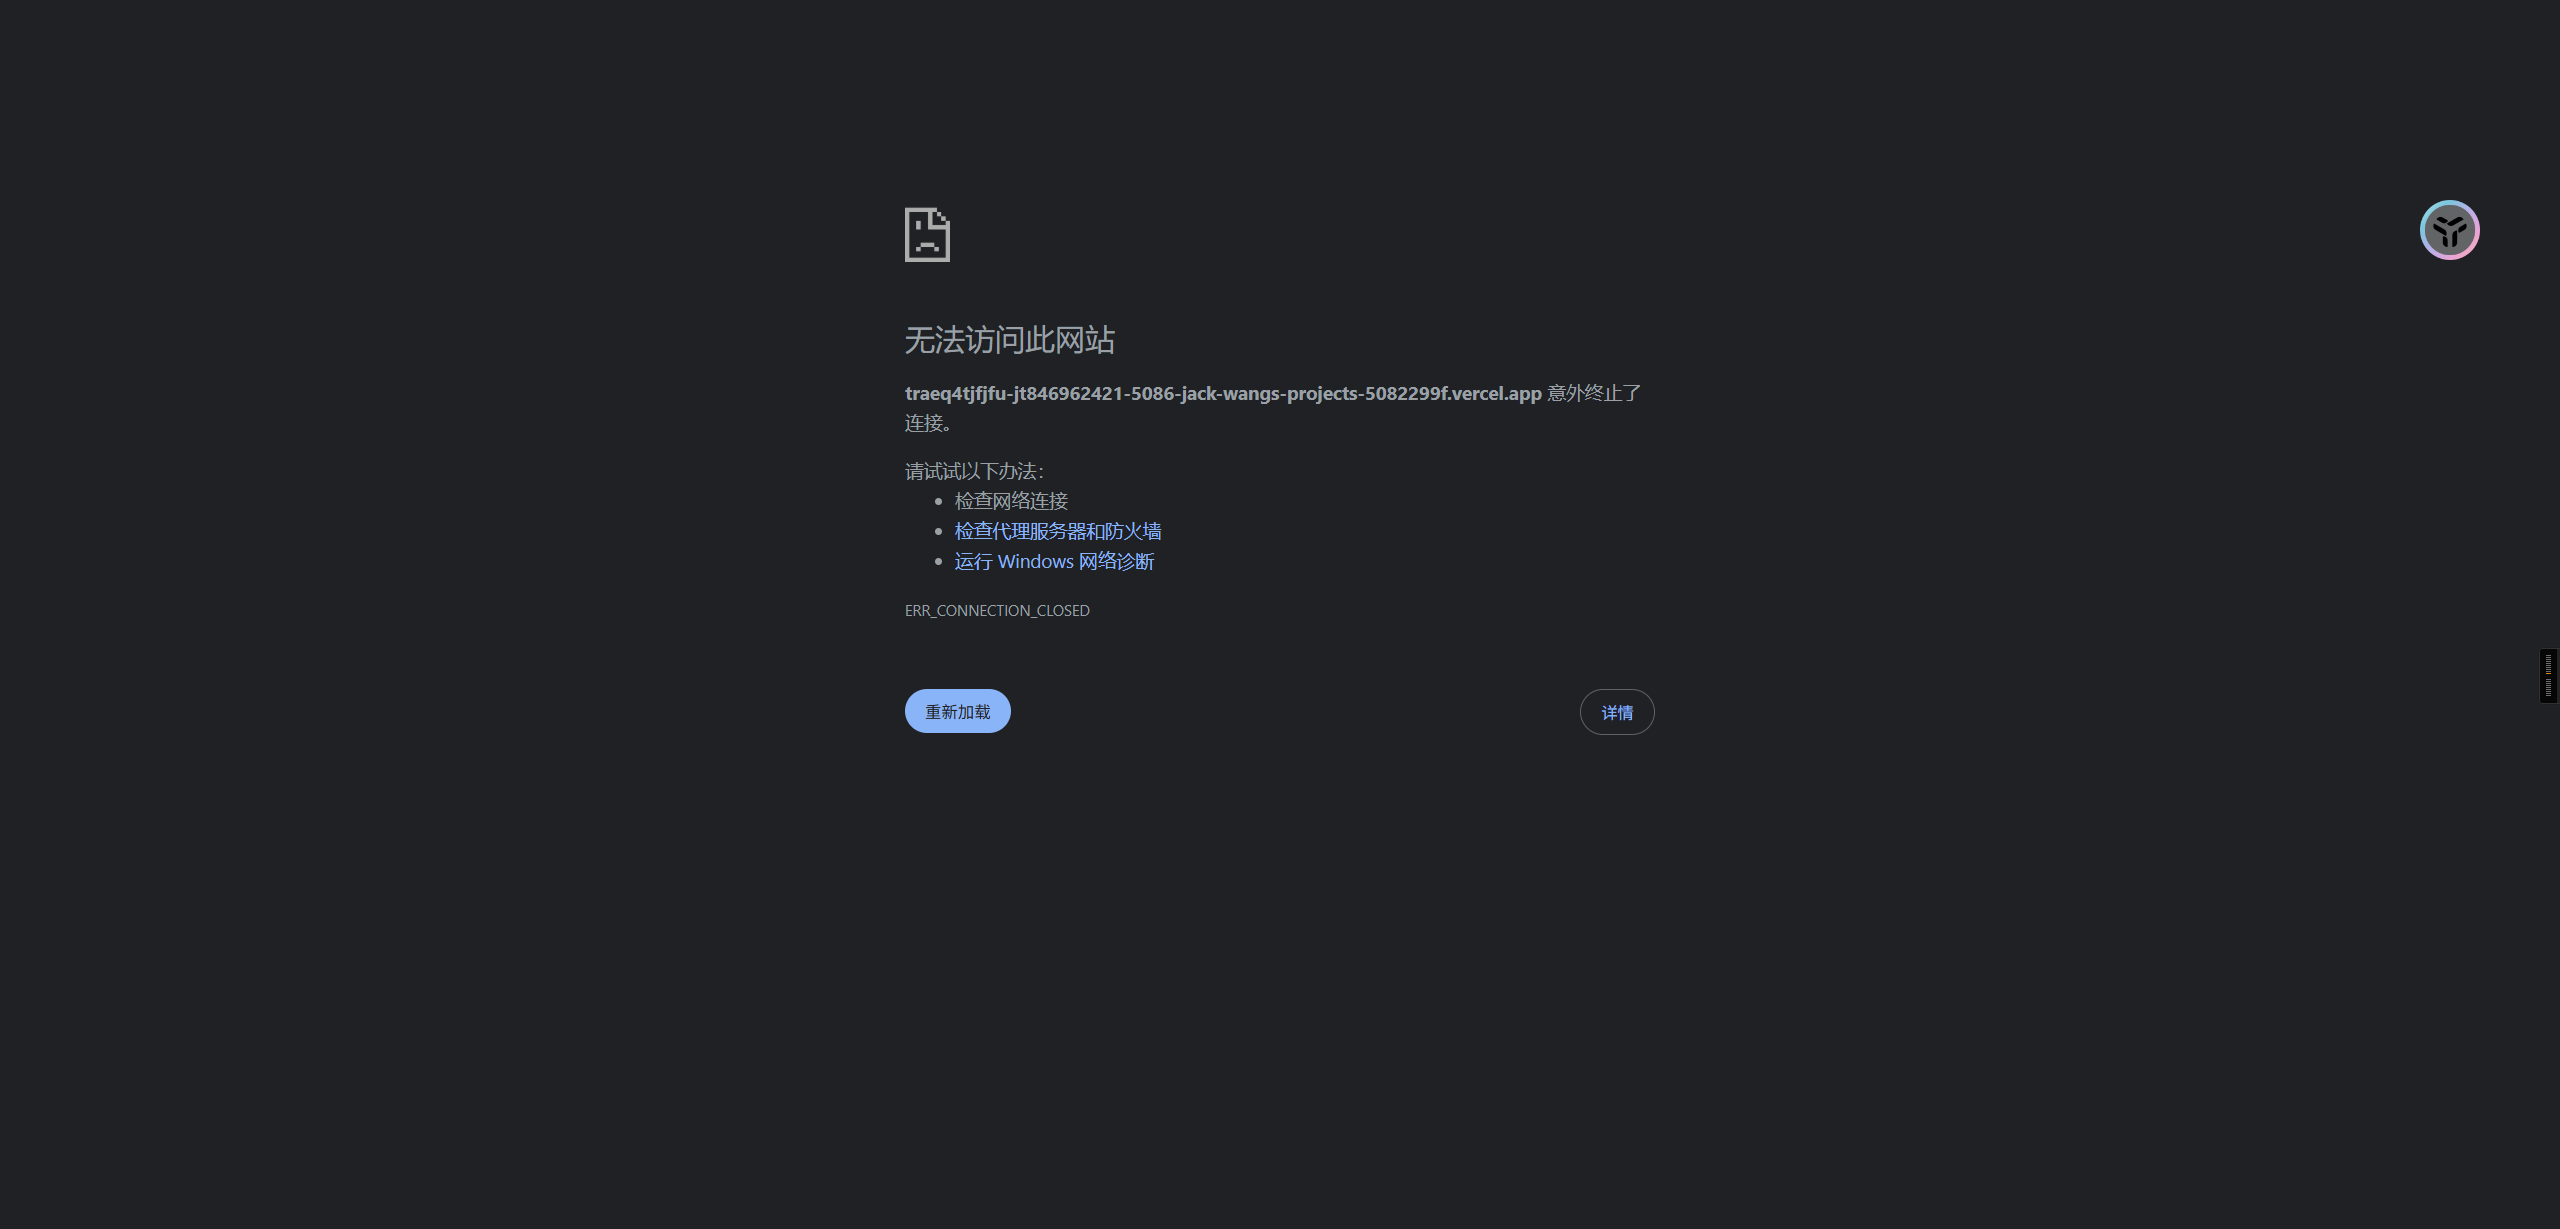 无法访问此网站
traeq4tjfjfu-jt846962421-5086-jack-wangs-projects-5082299f.vercel.app 意外终止了
连接。
请试试以下办法：
检查网络连接
检查代理服务器和防火墙
运行 Windows 网络诊断
ERR_CONNECTION_CLOSED
重新加载
详情